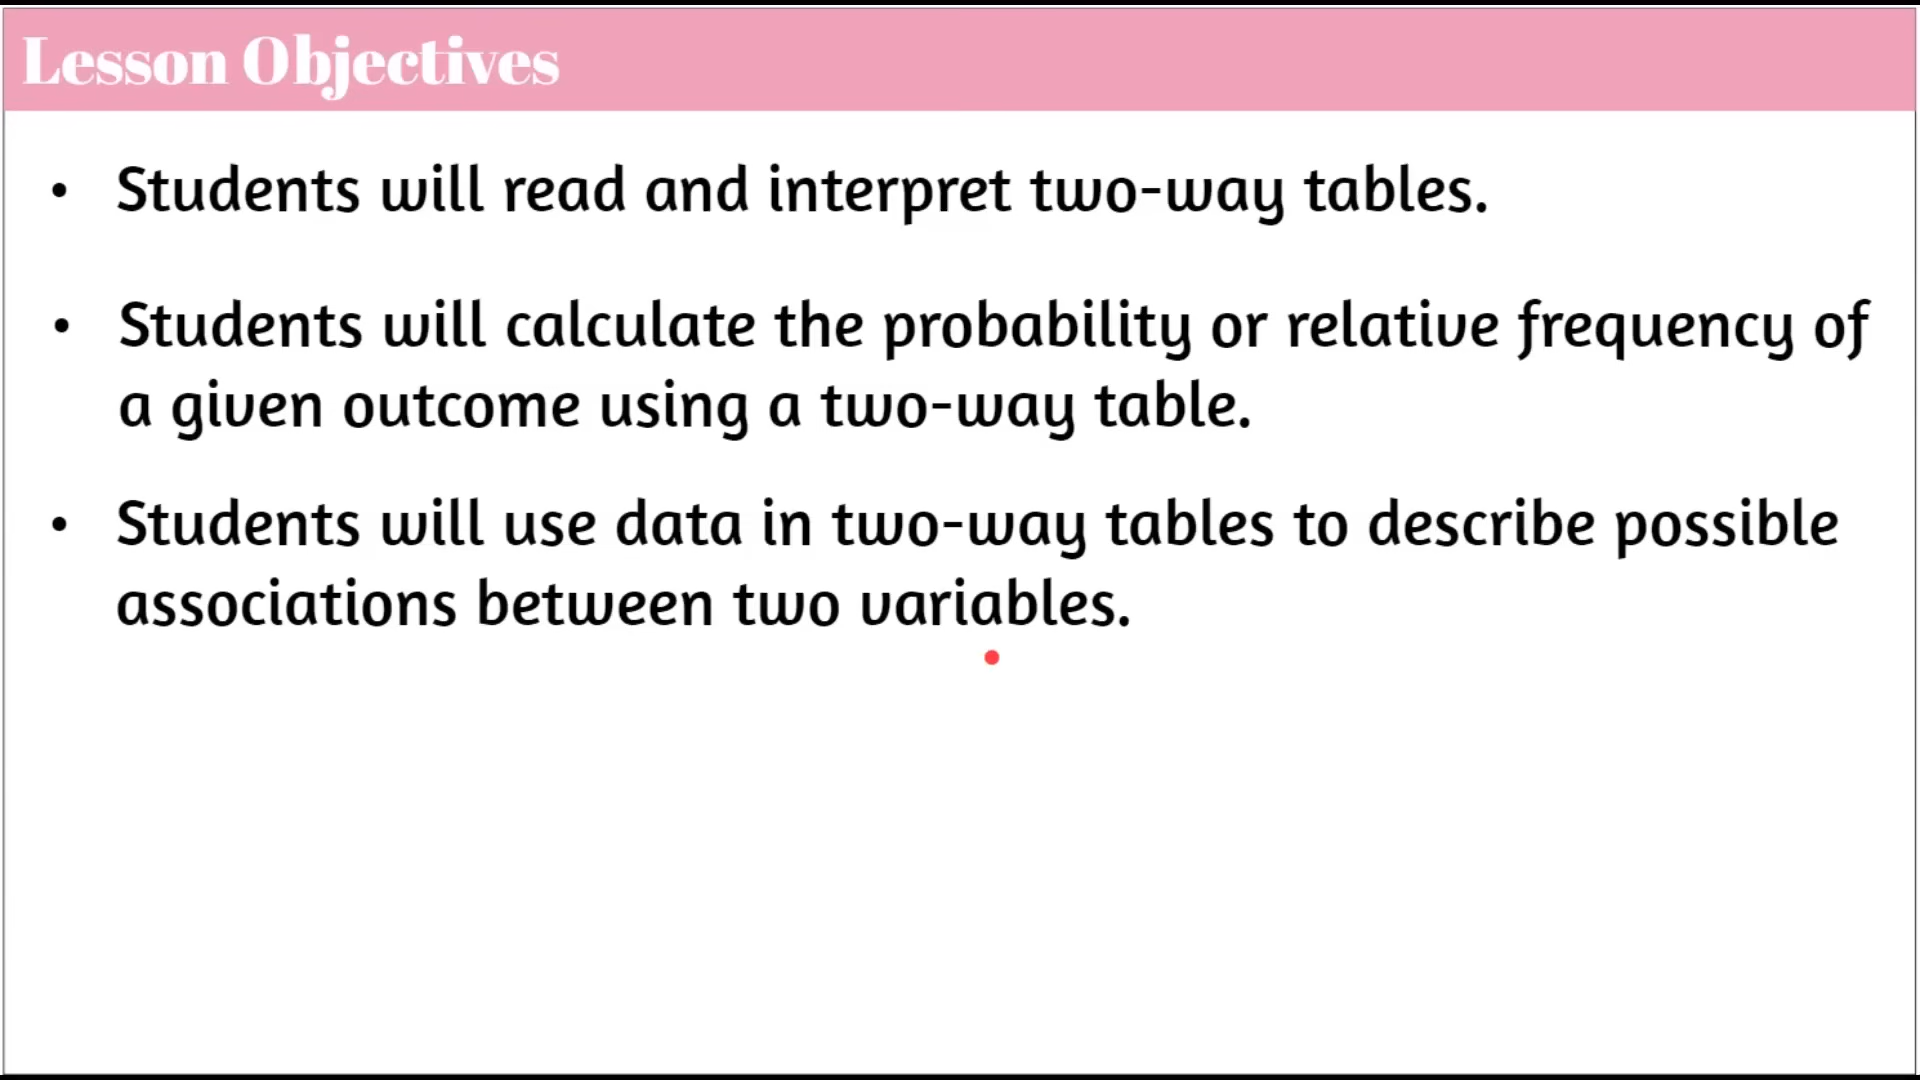 Lesson Objectives
• Students will read and interpret two-way tables.
• Students will calculate the probability or relative frequency of
a given outcome using a two-way table.
• Students will use data in two-way tables to describe possible
associations between two variables.